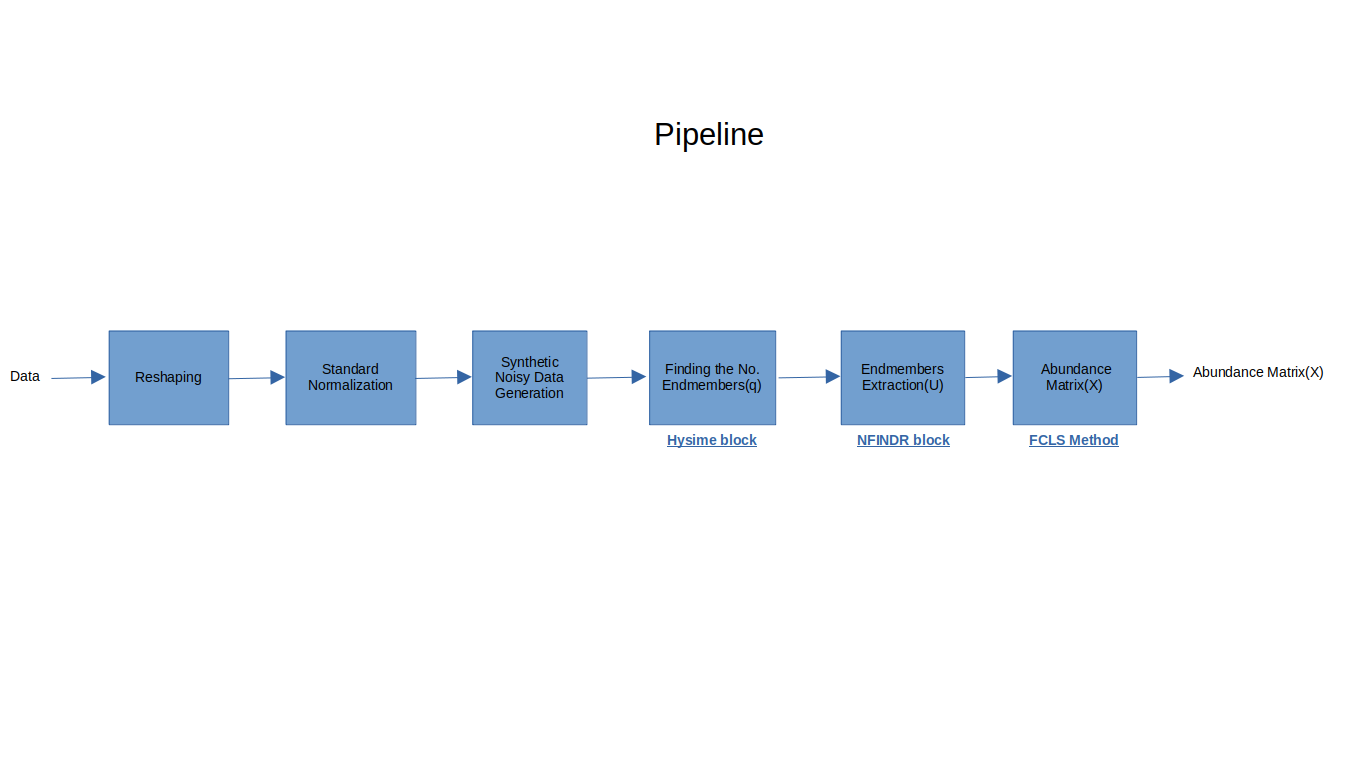 Pipeline
Data
Reshaping
Standard
Normalization
Synthetic
Noisy Data
Generation
Finding the No.
Endmembers(q)
Endmembers
Extraction(U)
Abundance
Matrix(X)
Abundance Matrix(X)
Hysime block
NFINDR block
FCLS Method